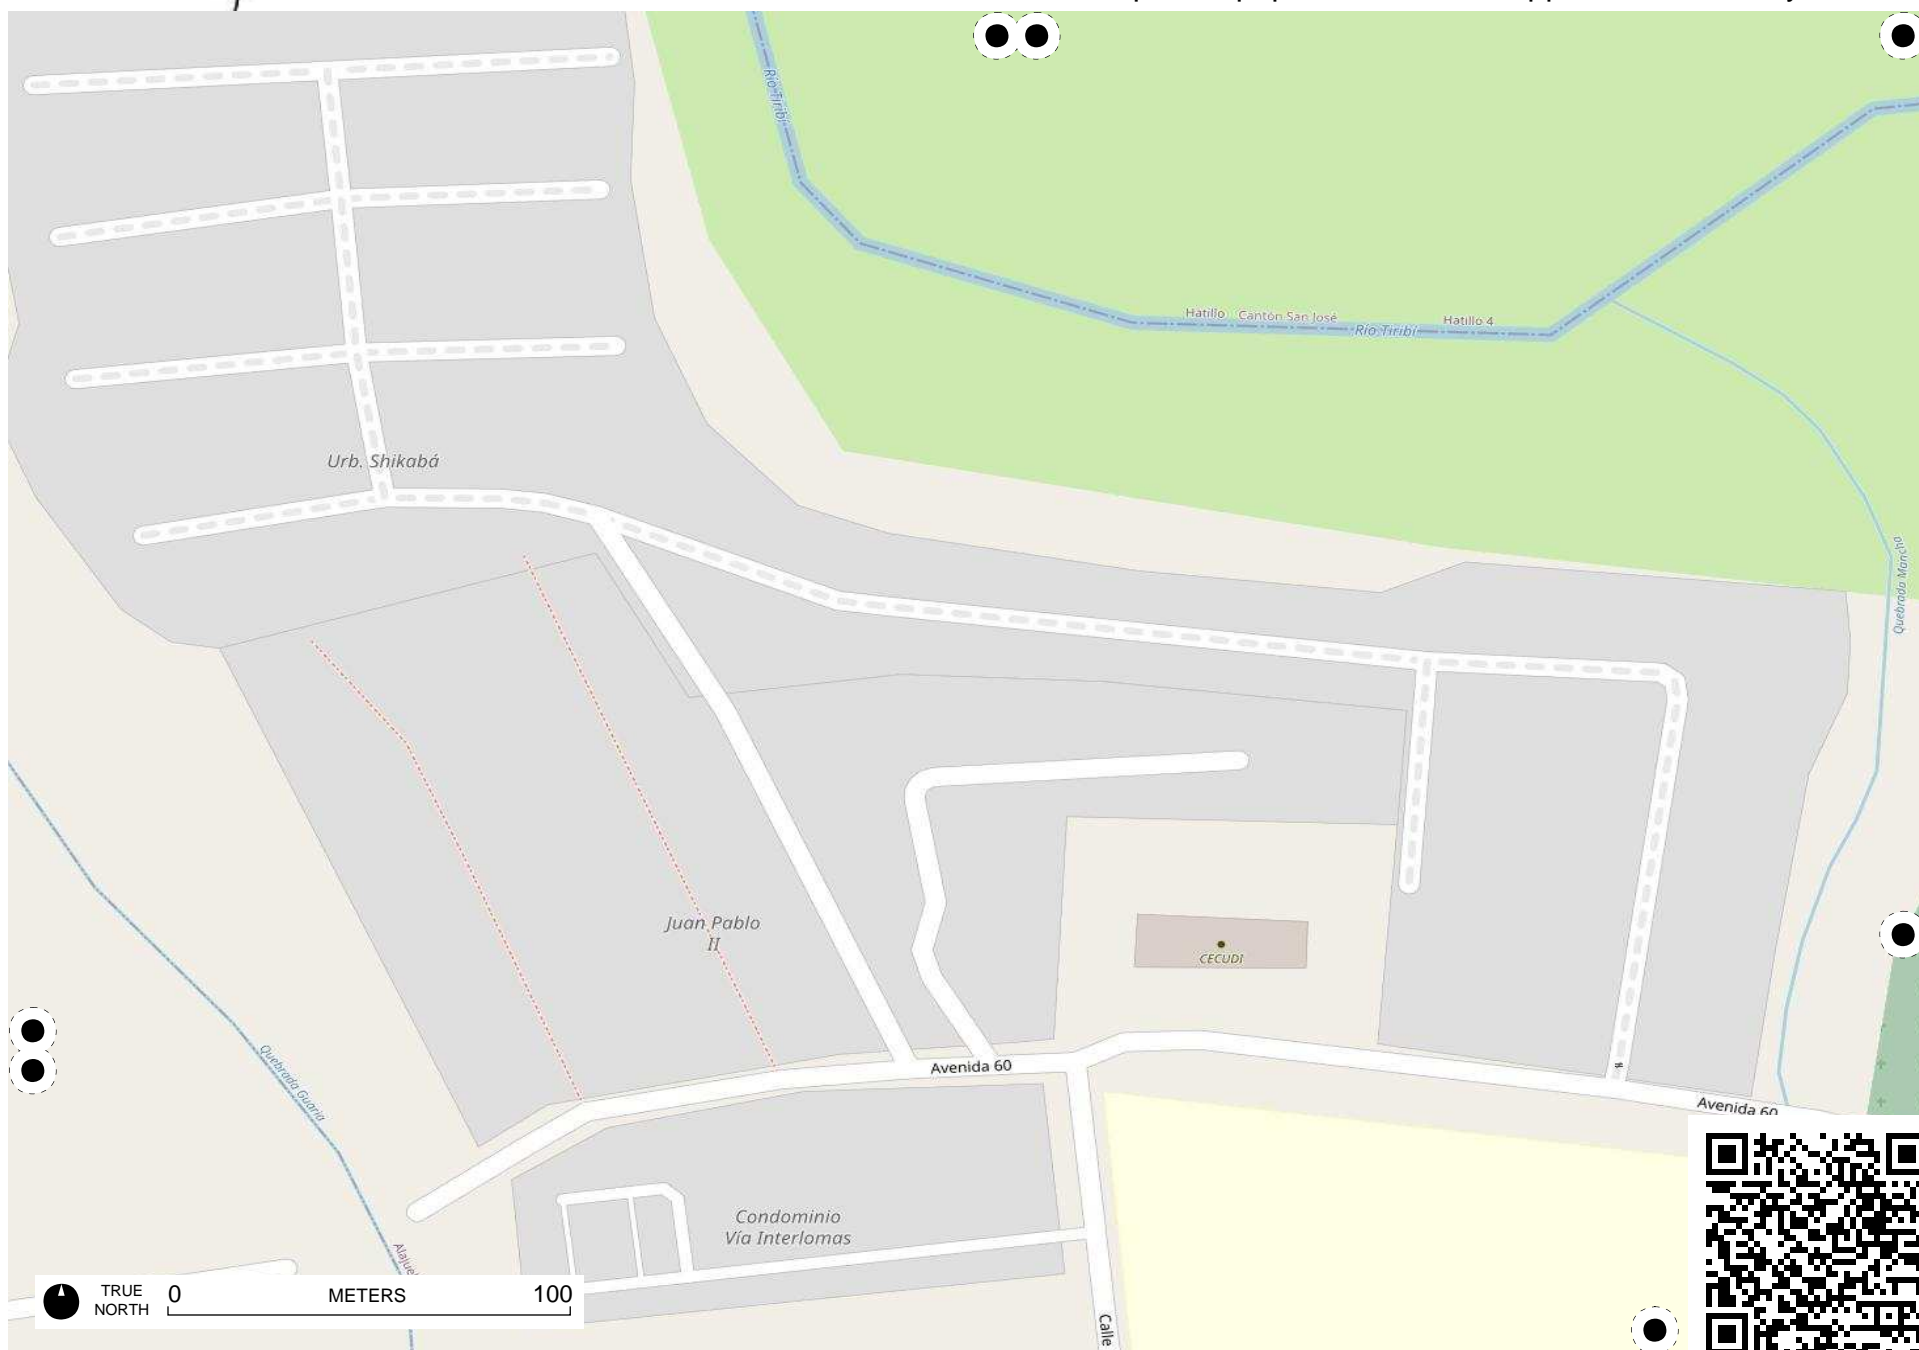 Río Tiribí
Hatillo
Cantón San José
Río Tiribí
Hatillo 4
Urb. Shikabá
Quebrada Mancha
Juan Pablo
II
CECUDI
Quebrada Guaria
Avenida 60
Avenida 60
Condominio
Vía Interlomas
TRUE
NORTH
0
METERS
100
Calle